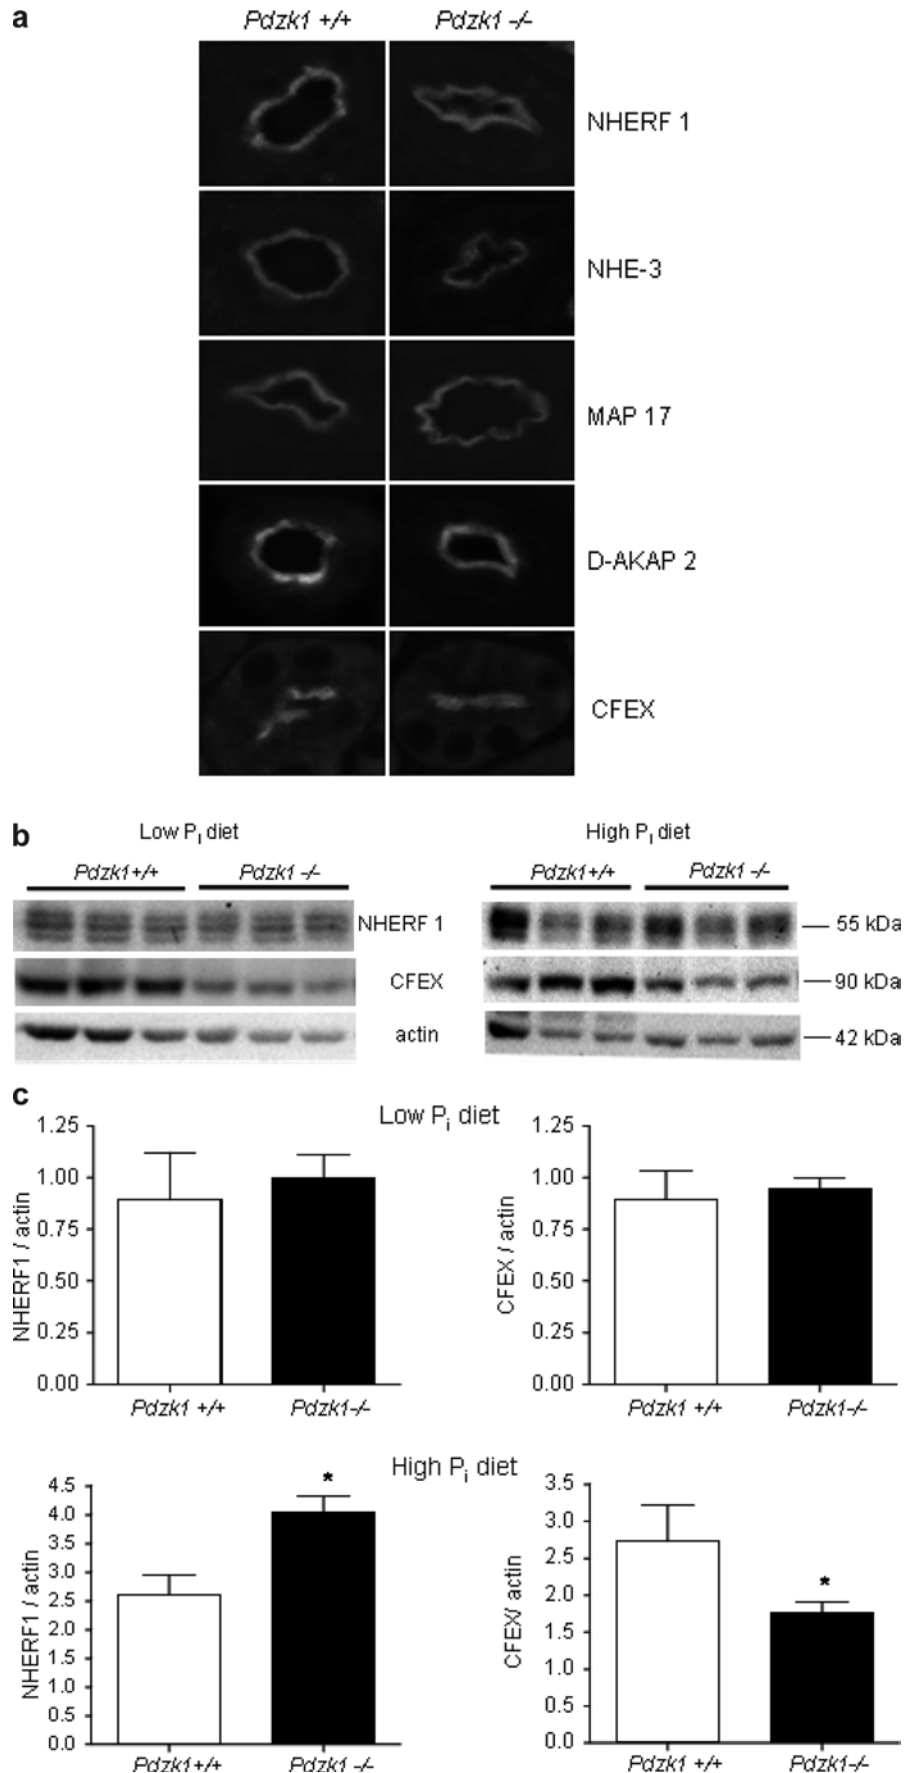 a
Pdzk1 +/+ Pdzk1 -/-
NHERF 1
NHE-3
MAP 17
D-AKAP 2
CFEX
b
Low Pi diet High Pi diet
Pdzk1+/+ Pdzk1 -/- Pdzk1+/+ Pdzk1 -/-
NHERF 1 55 kDa
CFEX 90 kDa
actin 42 kDa
c
Low Pi diet
NHERF1 / actin
1.25
1.00
0.75
0.50
0.25
0.00
Pdzk1 +/+ Pdzk1-/-
CFEX / actin
1.25
1.00
0.75
0.50
0.25
0.00
Pdzk1 +/+ Pdzk1-/-
High Pi diet
NHERF1 / actin
4.5
4.0
3.5
3.0
2.5
2.0
1.5
1.0
0.5
0.0
*
Pdzk1+/+ Pdzk1 -/-
CFEX/ actin
3.5
3.0
2.5
2.0
1.5
1.0
0.5
0.0
*
Pdzk1 +/+ Pdzk1-/-